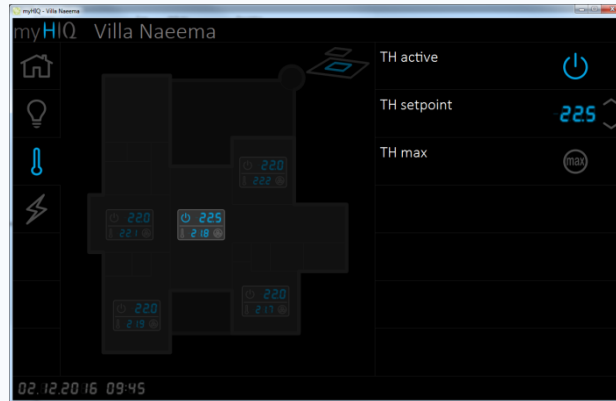 myHIQ - Villa Naeema
myHIQ Villa Naeema
TH active
TH setpoint
22.5
TH max
max
22.0
22.2
22.0
22.1
22.5
21.8
22.0
21.9
22.0
21.7
02.12.2016 09:45